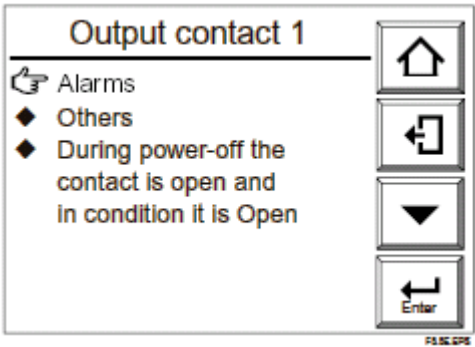 Output contact 1
Alarms
Others
During power-off the
contact is open and
in condition it is Open
Enter